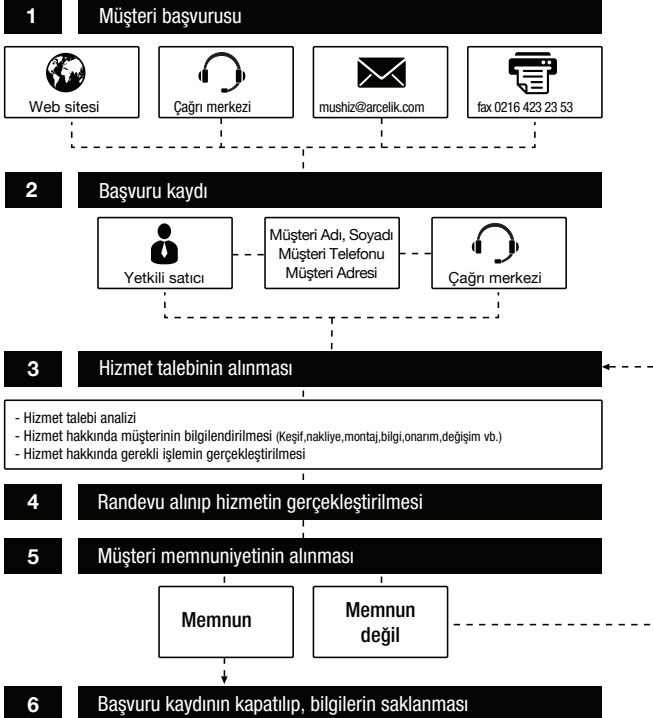 1 Müşteri başvurusu
Web sitesi
Çağrı merkezi
mushiz@arcelik.com
fax 0216 423 23 53
2 Başvuru kaydı
Yetkili satıcı
Müşteri Adı, Soyadı
Müşteri Telefonu
Müşteri Adresi
Çağrı merkezi
3 Hizmet talebinin alınması
- Hizmet talebi analizi
- Hizmet hakkında müşterinin bilgilendirilmesi (Keşif,nakliye,montaj,bilgi,onarım,değişim vb.)
- Hizmet hakkında gerekli işlemin gerçekleştirilmesi
4 Randevu alınıp hizmetin gerçekleştirilmesi
5 Müşteri memnuniyetinin alınması
Memnun
Memnun
değil
6 Başvuru kaydının kapatılıp, bilgilerin saklanması